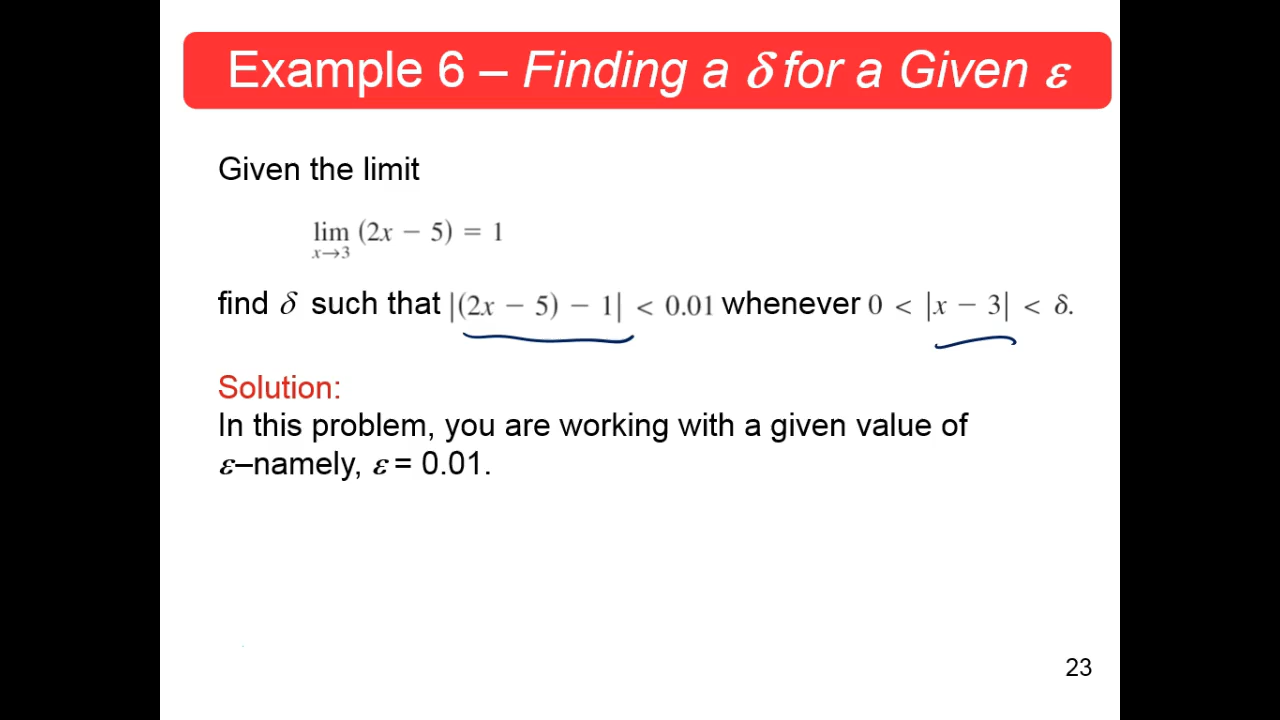 Example 6 – Finding a δ for a Given ε
Given the limit
lim (2x − 5) = 1
x→3
find δ such that |(2x − 5) − 1| < 0.01 whenever 0 < |x − 3| < δ.
Solution:
In this problem, you are working with a given value of
ε–namely, ε = 0.01.
23